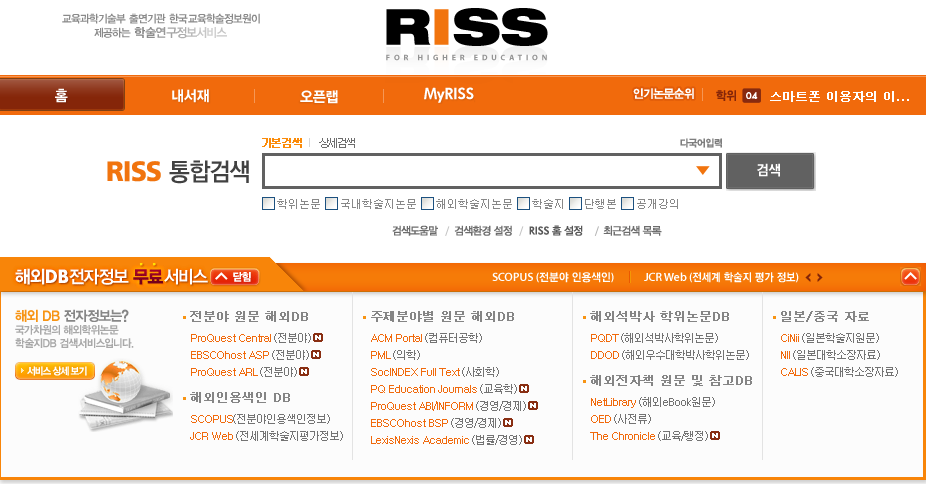 교육과학기술부 출연기관 한국교육학술정보원이
제공하는 학술연구정보서비스
RISS
FOR HIGHER EDUCATION
홈 내서재 오픈랩 MyRISS 인기논문순위 학위 04 스마트폰 이용자의 이...
기본검색 상세검색 다국어입력
RISS 통합검색 검색
학위논문 국내학술지논문 해외학술지논문 학술지 단행본 공개강의
검색도움말 / 검색환경 설정 / RISS 홈 설정 / 최근검색 목록
해외DB전자정보 무료 서비스 닫힘 SCOPUS (전분야 인용색인) JCR Web (전세계 학술지 평가 정보)
해외 DB 전자정보는?
국가차원의 해외학위논문
학술지DB 검색서비스입니다.
서비스 상세 보기
전분야 원문 해외DB
ProQuest Central (전분야) N
EBSCOhost ASP (전분야) N
ProQuest ARL (전분야) N
해외인용색인 DB
SCOPUS(전분야인용색인정보)
JCR Web (전세계학술지평가정보)
주제분야별 원문 해외DB
ACM Portal (컴퓨터공학)
PML (의학)
SocINDEX Full Text (사회학)
PQ Education Journals (교육학) N
ProQuest ABI/INFORM (경영/경제) N
EBSCOhost BSP (경영/경제) N
LexisNexis Academic (법률/경영) N
해외석박사 학위논문DB
PQDT (해외석박사학위논문)
DDOD (해외우수대학박사학위논문)
해외전자책 원문 및 참고DB
NetLibrary (해외eBook원문)
OED (사전류)
The Chronicle (교육/행정) N
일본/중국 자료
CiNii (일본학술지원문)
NII (일본대학소장자료)
CALIS (중국대학소장자료)